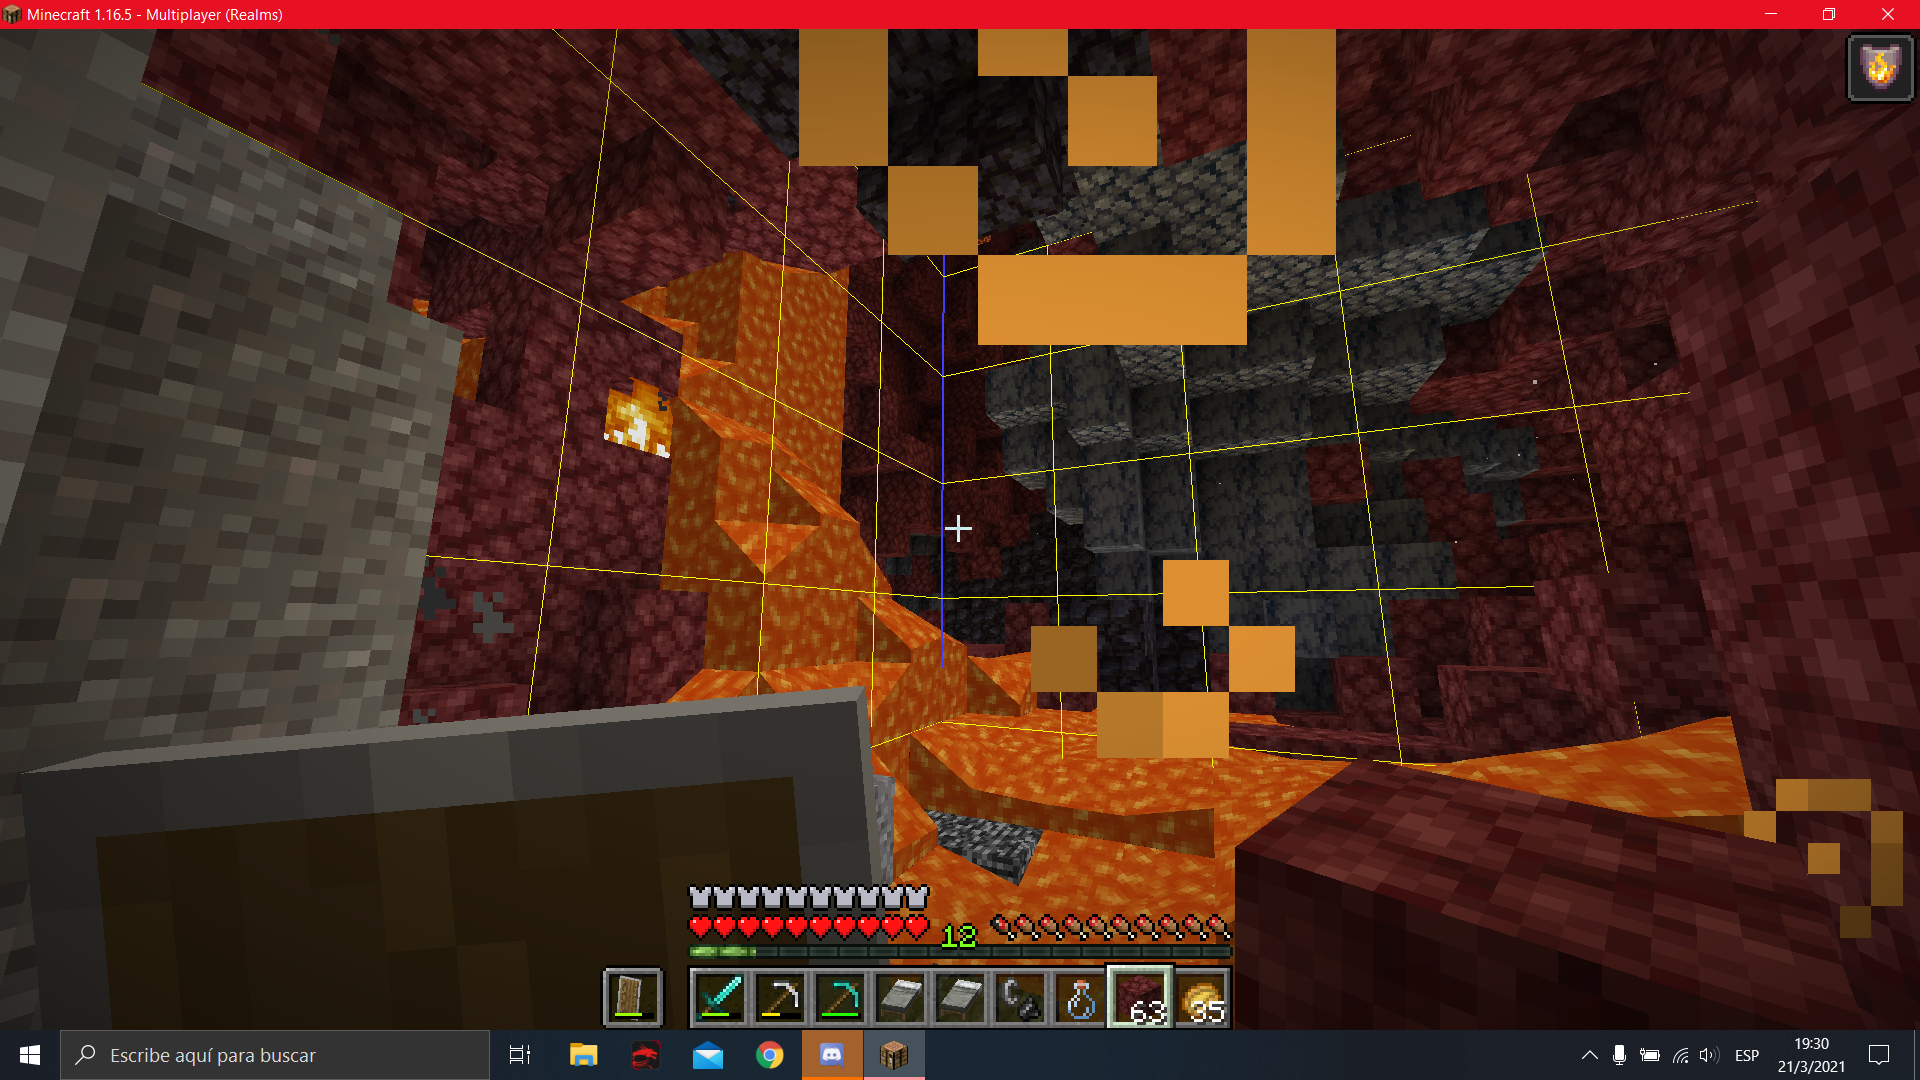 Minecraft 1.16.5 - Multiplayer (Realms)
12
63
35
Escribe aquí para buscar
ESP
19:30
21/3/2021